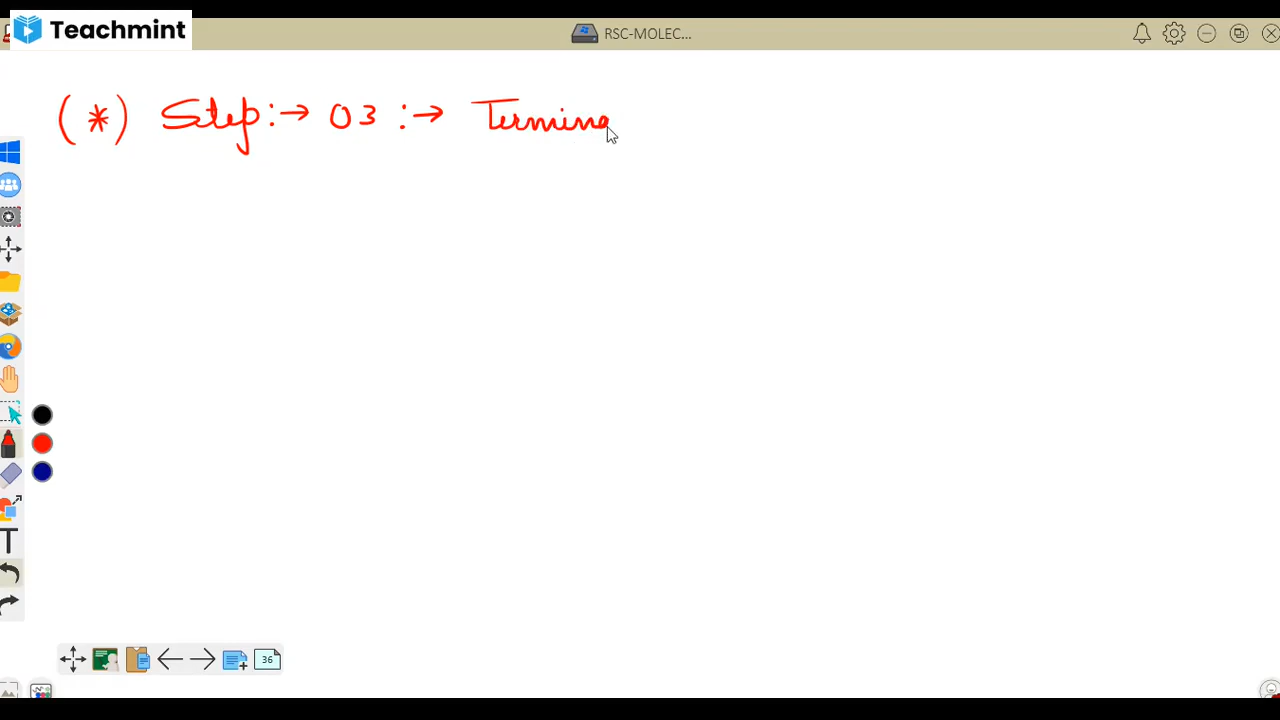 Teachmint
RSC-MOLEC...
(*) Step:→ 03 :→ Termina
T
36